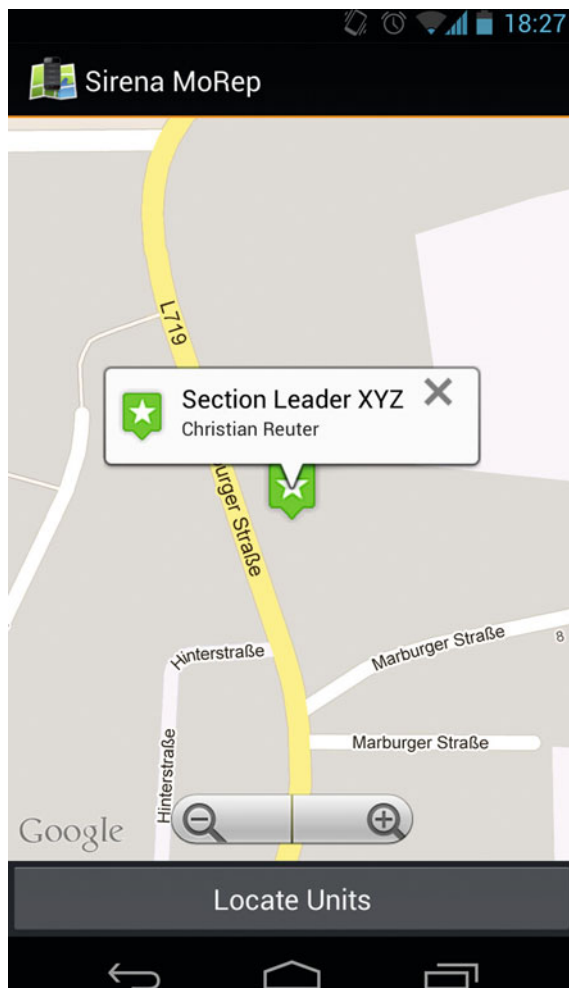 18:27
Sirena MoRep
L719
Section Leader XYZ
Christian Reuter
burger Straße
Hinterstraße
Marburger Straße
8
Marburger Straße
Hinterstraße
Google
Locate Units